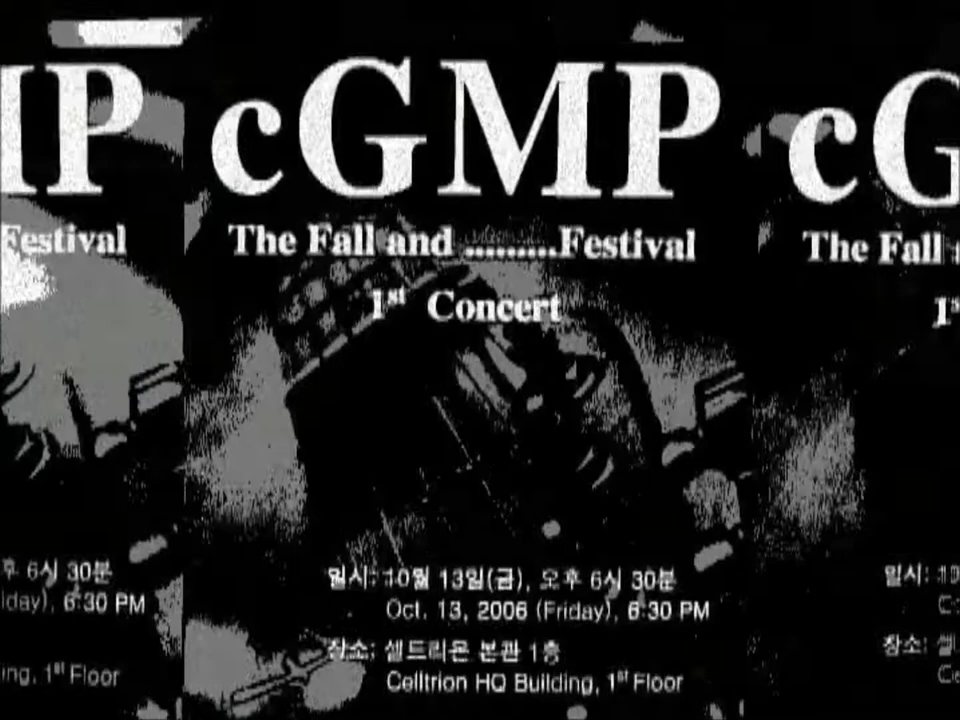 IP cGMP cG
Festival The Fall and ..........Festival The Fall
1st Concert 1s
후 6시 30분 일시: 10월 13일(금), 오후 6시 30분 일시:
iday), 6:30 PM Oct. 13, 2006 (Friday), 6:30 PM
장소: 셀트리온 본관 1층 장소: 셀
ing, 1st Floor Celltrion HQ Building, 1st Floor Ce